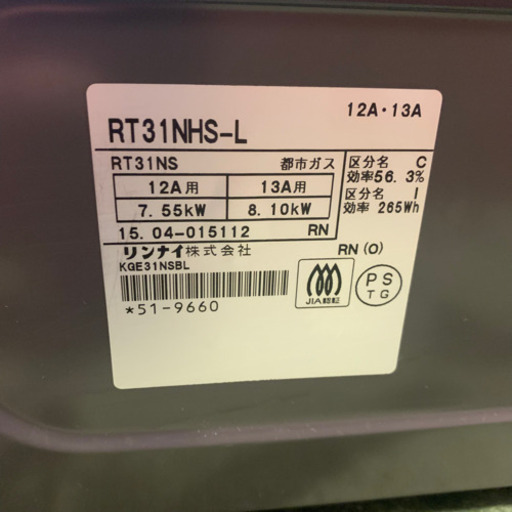 12A・13A
RT31NHS-L
RT31NS 都市ガス
12A用 13A用
7.55kW 8.10kW
区分名 C
効率56.3%
区分名 I
効率 265Wh
15.04-015112 RN
リンナイ株式会社 RN(O)
KGE31NSBL
*51-9660
JIA認証
PS
TG